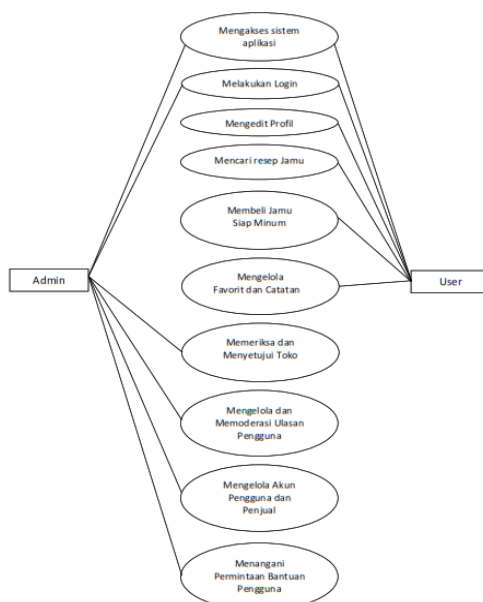 Mengakses sistem
aplikasi
Melakukan Login
Mengedit Profil
Mencari resep Jamu
Membeli Jamu
Siap Minum
Admin
Mengelola
Favorit dan Catatan
User
Memeriksa dan
Menyetujui Toko
Mengelola dan
Memoderasi Ulasan
Pengguna
Mengelola Akun
Pengguna dan
Penjual
Menangani
Permintaan Bantuan
Pengguna